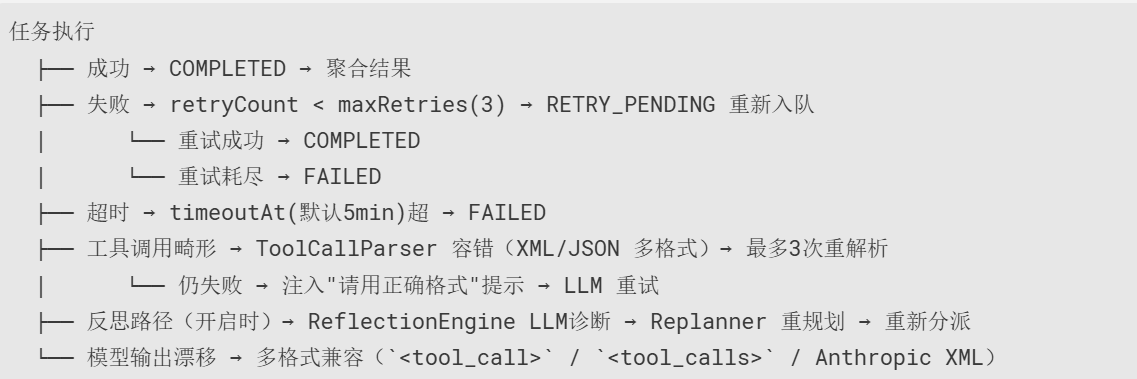 任务执行
├── 成功 → COMPLETED → 聚合结果
├── 失败 → retryCount < maxRetries(3) → RETRY_PENDING 重新入队
│ └── 重试成功 → COMPLETED
│ └── 重试耗尽 → FAILED
├── 超时 → timeoutAt(默认5min)超 → FAILED
├── 工具调用畸形 → ToolCallParser 容错（XML/JSON 多格式）→ 最多3次重解析
│ └── 仍失败 → 注入"请用正确格式"提示 → LLM 重试
├── 反思路径（开启时）→ ReflectionEngine LLM诊断 → Replanner 重规划 → 重新分派
└── 模型输出漂移 → 多格式兼容（`<tool_call>` / `<tool_calls>` / Anthropic XML）